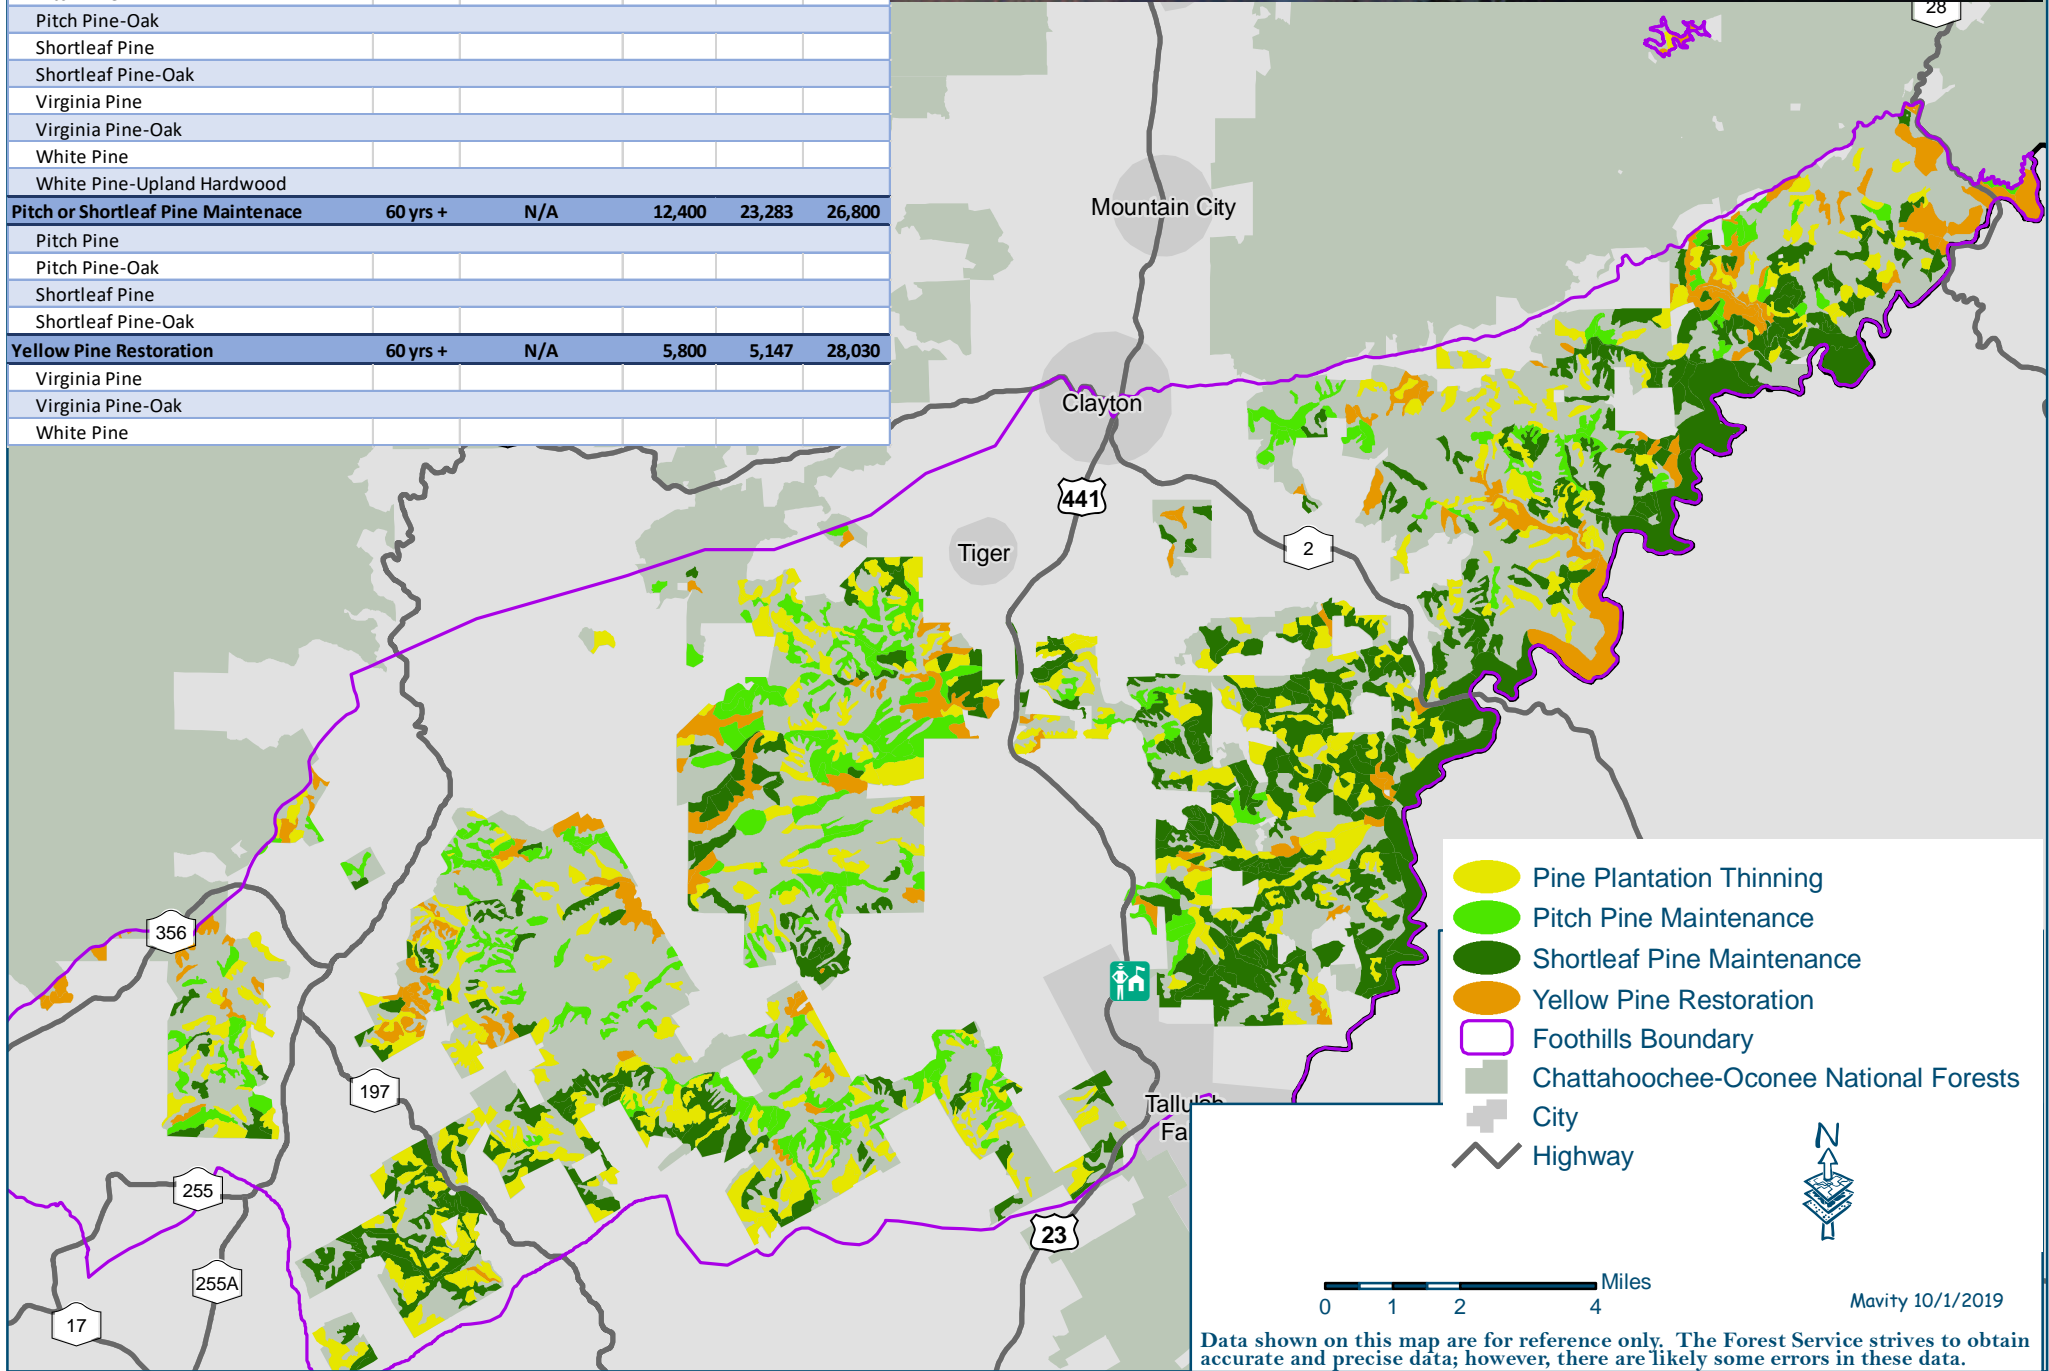 Pitch Pine-Oak
Shortleaf Pine
Shortleaf Pine-Oak
Virginia Pine
Virginia Pine-Oak
White Pine
White Pine-Upland Hardwood
Pitch or Shortleaf Pine Maintenace 60 yrs + N/A 12,400 23,283 26,800
Pitch Pine
Pitch Pine-Oak
Shortleaf Pine
Shortleaf Pine-Oak
Yellow Pine Restoration 60 yrs + N/A 5,800 5,147 28,030
Virginia Pine
Virginia Pine-Oak
White Pine
28
Mountain City
Clayton
441
Tiger
2
356
197
255
255A
17
23
Tallulah
Fa
Pine Plantation Thinning
Pitch Pine Maintenance
Shortleaf Pine Maintenance
Yellow Pine Restoration
Foothills Boundary
Chattahoochee-Oconee National Forests
City
Highway
N
Miles
0 1 2 4
Mavity 10/1/2019
Data shown on this map are for reference only. The Forest Service strives to obtain
accurate and precise data; however, there are likely some errors in these data.